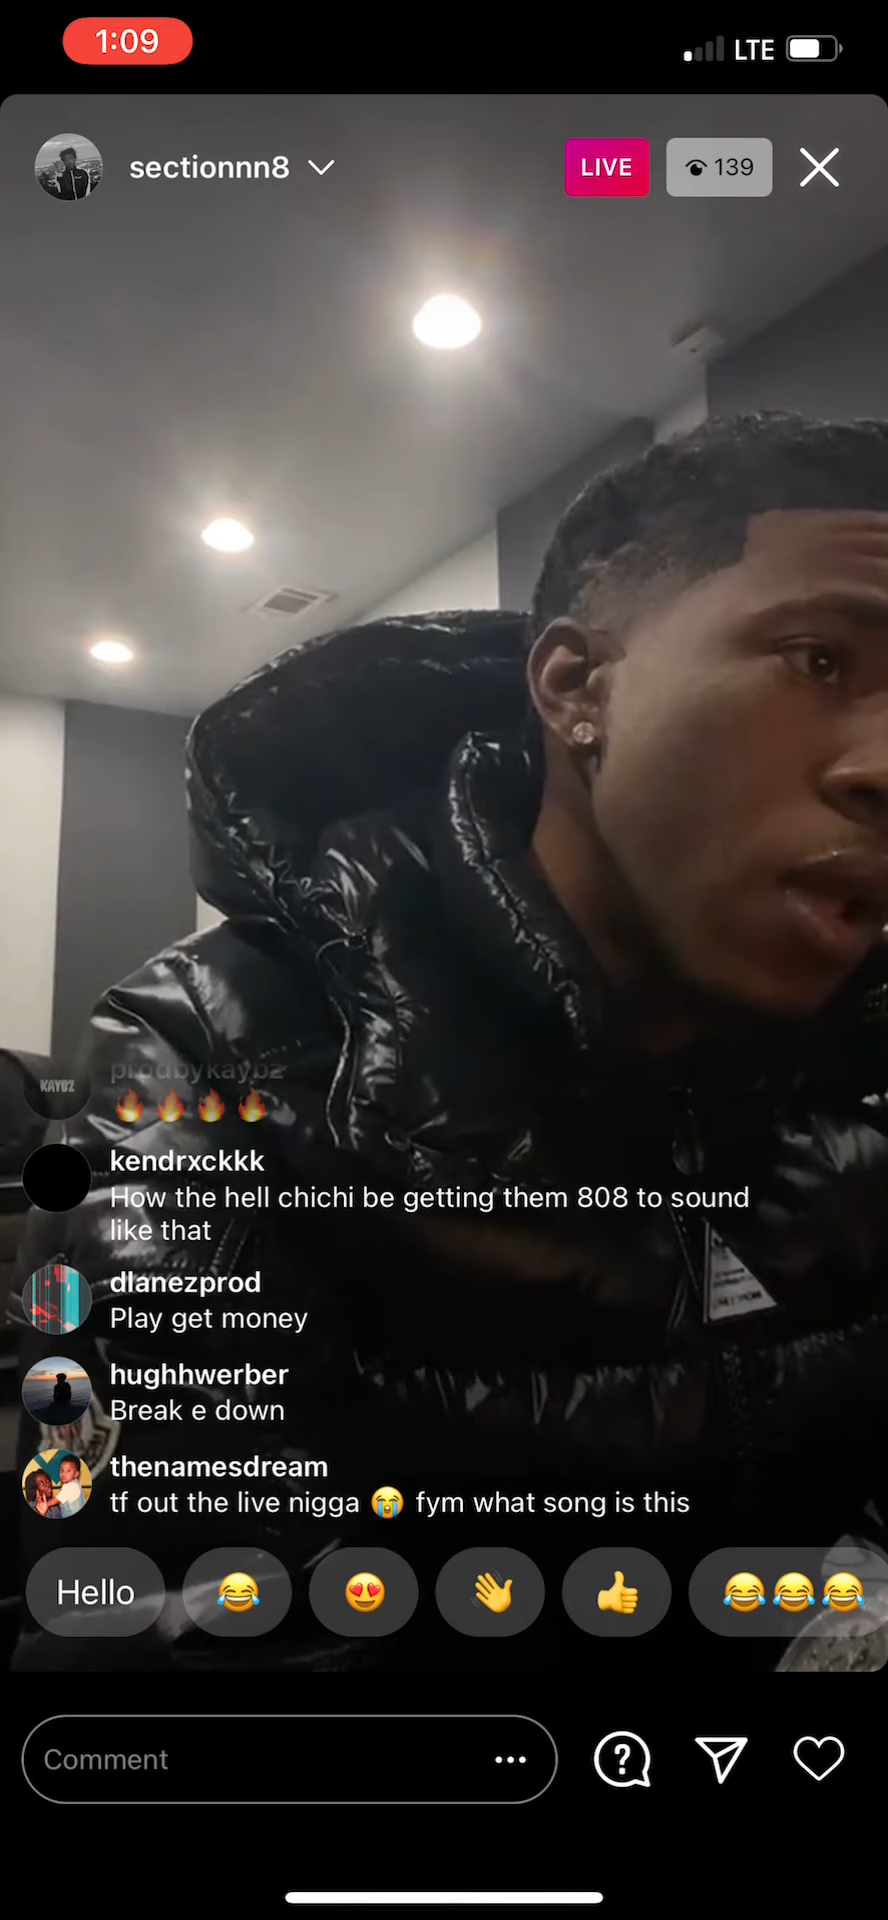 1:09
LTE
sectionnn8
LIVE
139
KAYBZ
prodbykaybz
🔥🔥🔥🔥
kendrxckkk
How the hell chichi be getting them 808 to sound
like that
dlanezprod
Play get money
hughhwerber
Break e down
thenamesdream
tf out the live nigga 😭 fym what song is this
Hello
😂
😍
👋
👍
😂😂😂
Comment